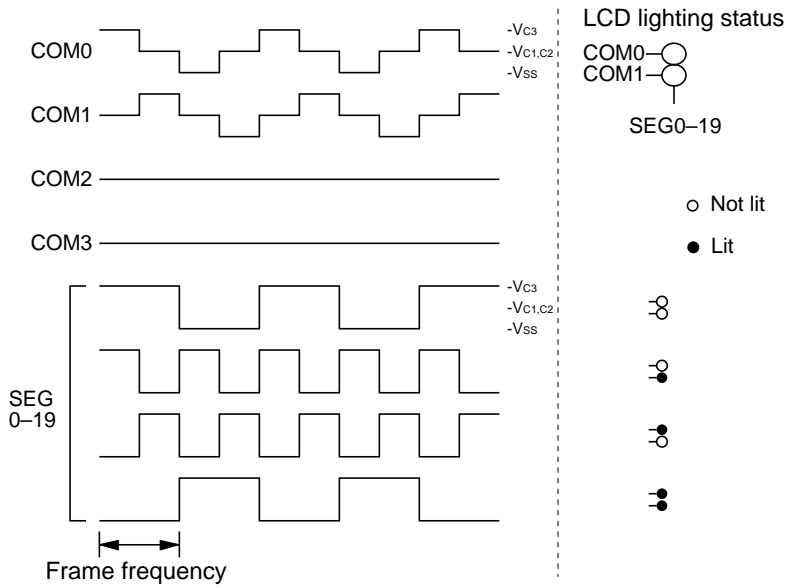 LCD lighting status
COM0
-VC3
-VC1,C2
-VSS
COM0
COM1
SEG0–19
COM1
COM2
Not lit
COM3
Lit
-VC3
-VC1,C2
-VSS
SEG
0–19
Frame frequency